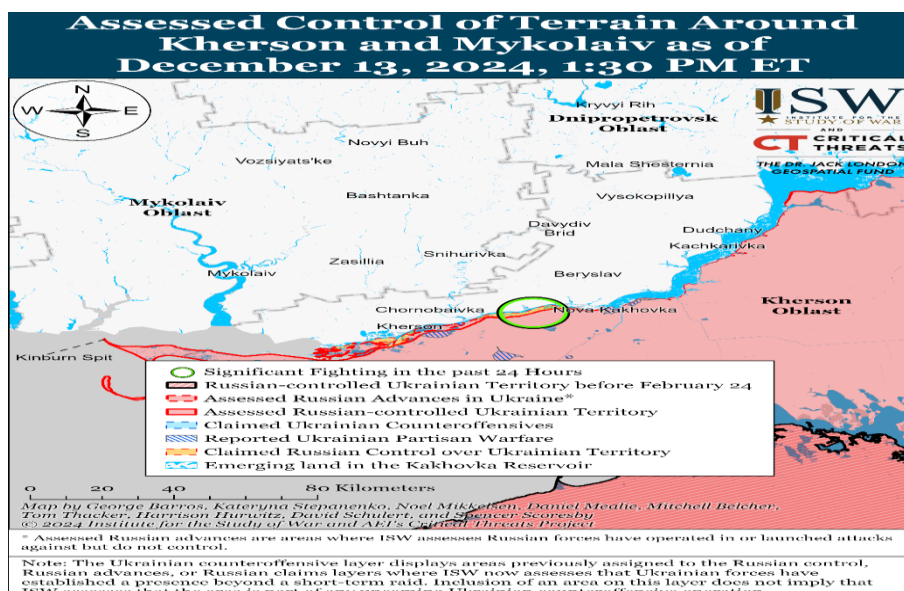 Assessed Control of Terrain Around
Kherson and Mykolaiv as of
December 13, 2024, 1:30 PM ET
N
W E
S
Kryvyi Rih
Dnipropetrovsk
Oblast
ISW
INSTITUTE FOR THE
STUDY OF WAR
AND
CT CRITICAL
THREATS
THE DR. JACK LONDON
GEOSPATIAL FUND
Novyi Buh
Vozsiyats'ke
Mala Shesternia
Bashtanka
Vysokopillya
Mykolaiv
Oblast
Davydiv
Brid
Dudchany
Kachkarivka
Snihurivka
Zasillia
Mykolaiv
Beryslav
Kherson
Oblast
Chornobaivka
Nova Kakhovka
Kherson
Kinburn Spit
Significant Fighting in the past 24 Hours
Russian-controlled Ukrainian Territory before February 24
Assessed Russian Advances in Ukraine*
Assessed Russian-controlled Ukrainian Territory
Claimed Ukrainian Counteroffensives
Reported Ukrainian Partisan Warfare
Claimed Russian Control over Ukrainian Territory
Emerging land in the Kakhovka Reservoir
0 20 40 80 Kilometers
Map by George Barros, Kateryna Stepanenko, Noel Mikkelsen, Daniel Mealie, Mitchell Belcher,
Tom Thacker, Harrison Hurwitz, David Schulert, and Spencer Scoresby
© 2024 Institute for the Study of War and AEI's Critical Threats Project
* Assessed Russian advances are areas where ISW assesses Russian forces have operated in or launched attacks
against but do not control.
Note: The Ukrainian counteroffensive layer displays areas previously assigned to the Russian control,
Russian advances, or Russian claims layers where ISW now assesses that Ukrainian forces have
established a presence beyond a short-term raid. Inclusion of an area on this layer does not imply that